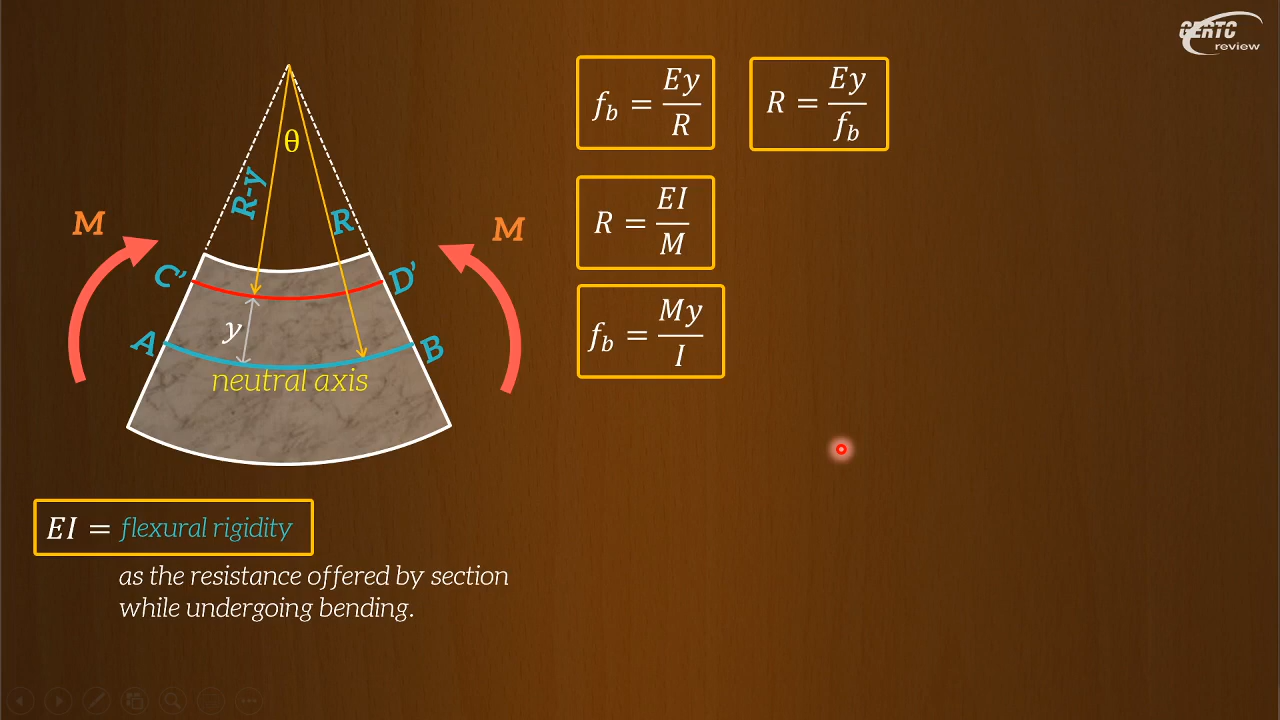 GERTC
review
θ
R-y
R
M
M
C'
D'
A
B
y
neutral axis
f_b = Ey/R
R = Ey/f_b
R = EI/M
f_b = My/I
EI = flexural rigidity
as the resistance offered by section
while undergoing bending.